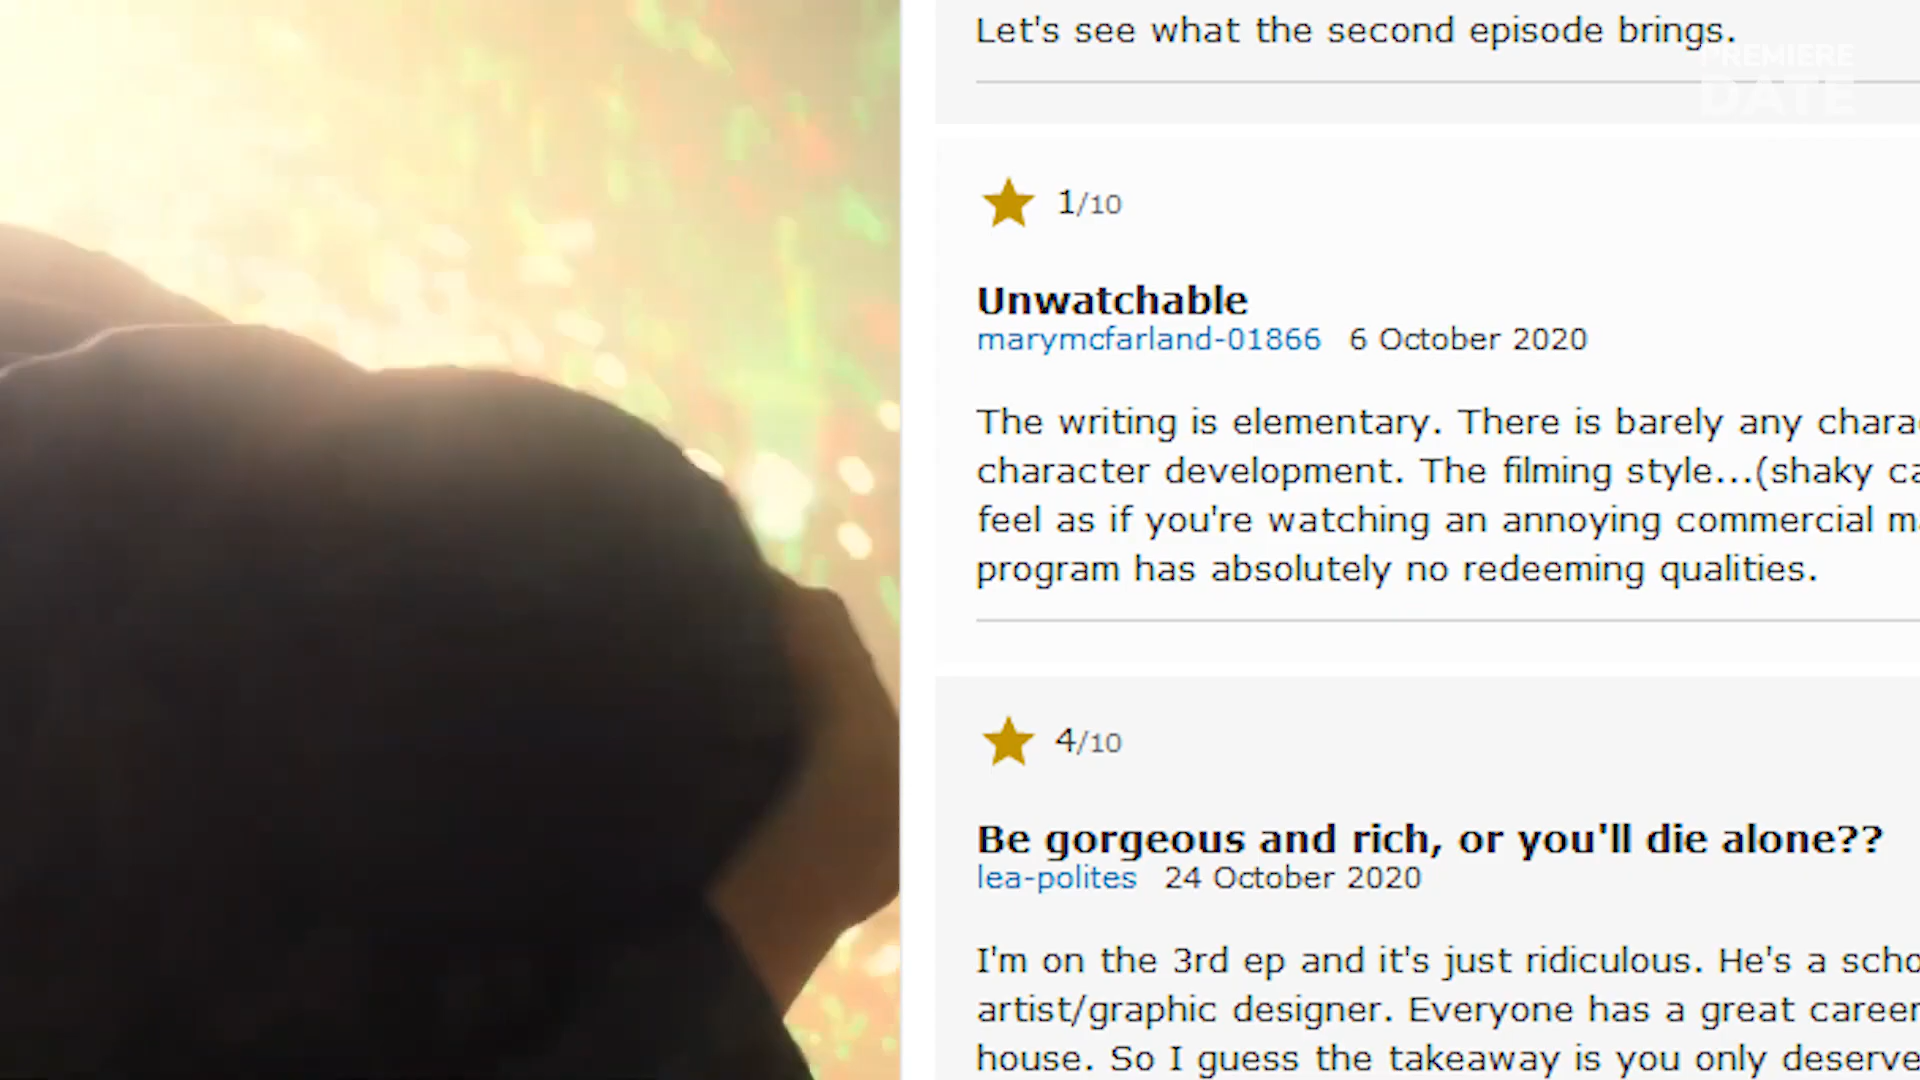 Let's see what the second episode brings.
PREMIERE
DATE
1/10
Unwatchable
marymcfarland-01866 6 October 2020
The writing is elementary. There is barely any chara
character development. The filming style...(shaky ca
feel as if you're watching an annoying commercial m
program has absolutely no redeeming qualities.
4/10
Be gorgeous and rich, or you'll die alone??
lea-polites 24 October 2020
I'm on the 3rd ep and it's just ridiculous. He's a scho
artist/graphic designer. Everyone has a great career
house. So I guess the takeaway is you only deserve